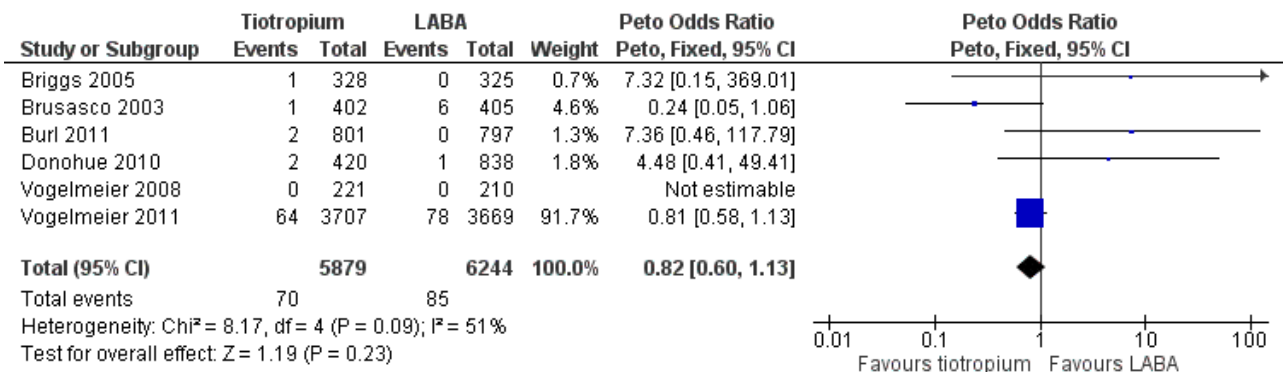 Tiotropium LABA Peto Odds Ratio Peto Odds Ratio
Study or Subgroup Events Total Events Total Weight Peto, Fixed, 95% CI Peto, Fixed, 95% CI
Briggs 2005 1 328 0 325 0.7% 7.32 [0.15, 369.01]
Brusasco 2003 1 402 6 405 4.6% 0.24 [0.05, 1.06]
Burl 2011 2 801 0 797 1.3% 7.36 [0.46, 117.79]
Donohue 2010 2 420 1 838 1.8% 4.48 [0.41, 49.41]
Vogelmeier 2008 0 221 0 210 Not estimable
Vogelmeier 2011 64 3707 78 3669 91.7% 0.81 [0.58, 1.13]
Total (95% CI) 5879 6244 100.0% 0.82 [0.60, 1.13]
Total events 70 85
Heterogeneity: Chi² = 8.17, df = 4 (P = 0.09); I² = 51%
Test for overall effect: Z = 1.19 (P = 0.23)
0.01 0.1 1 10 100
Favours tiotropium Favours LABA